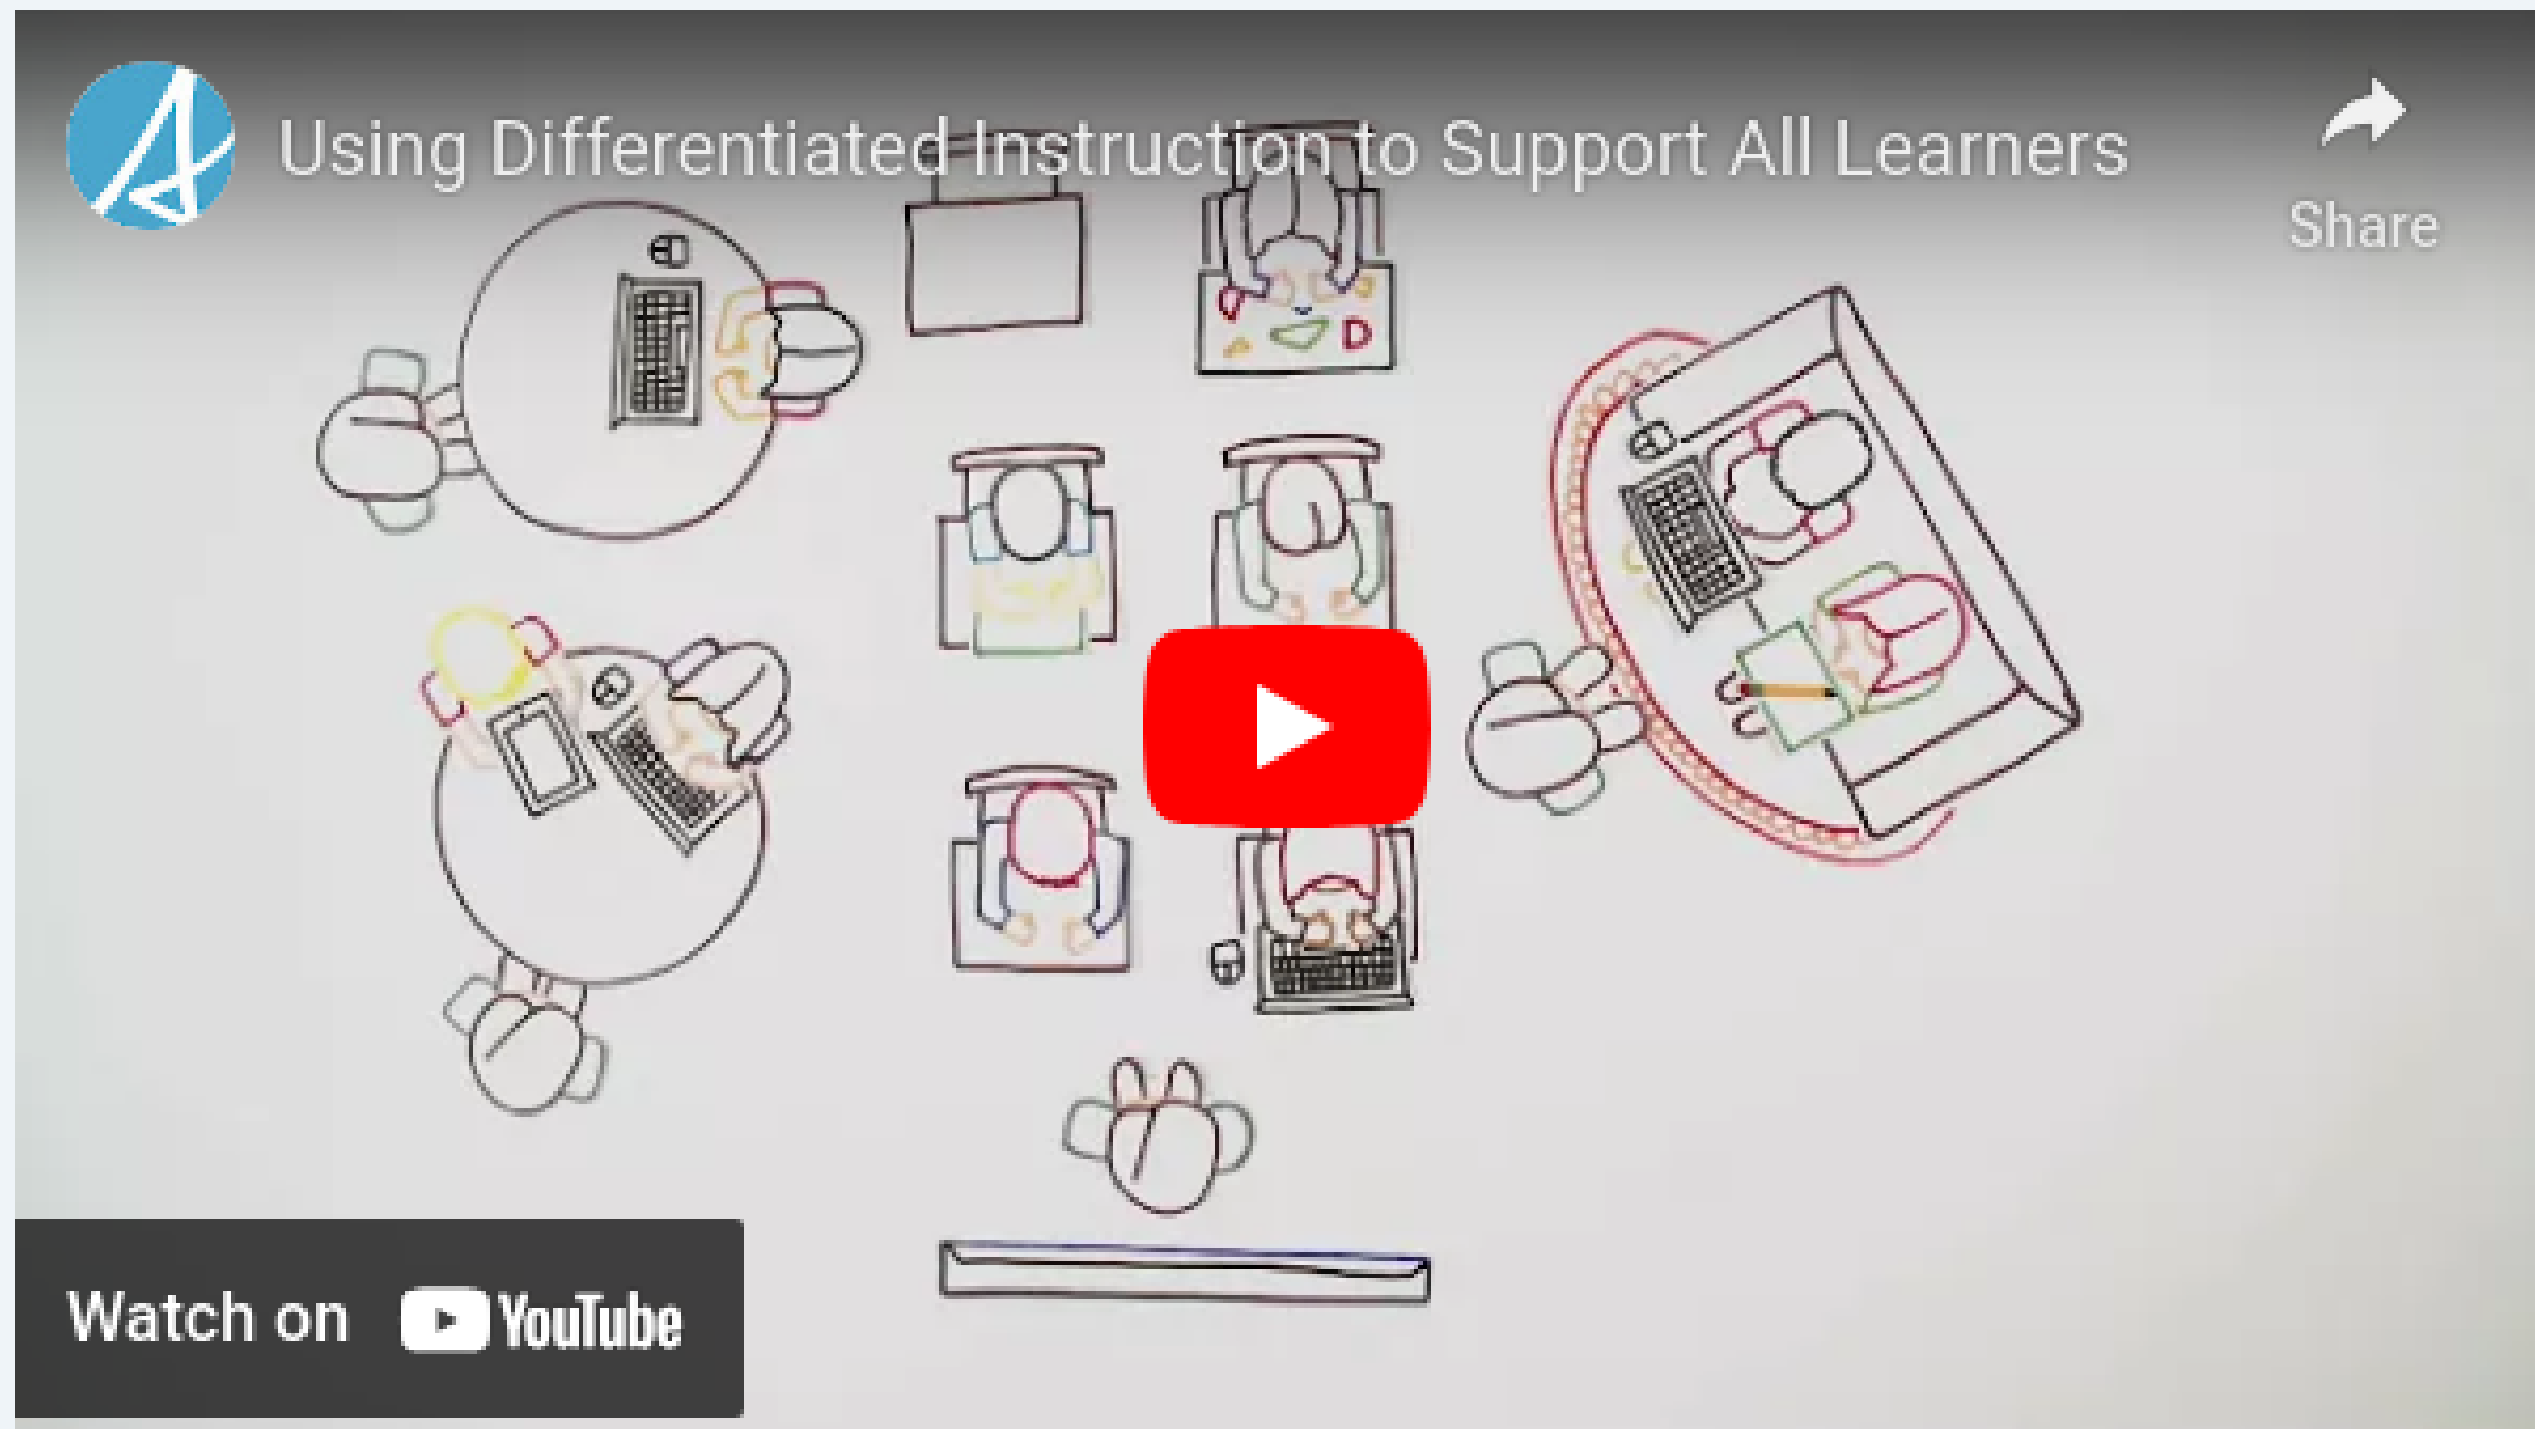 Using Differentiated Instruction to Support All Learners
Share
Watch on YouTube